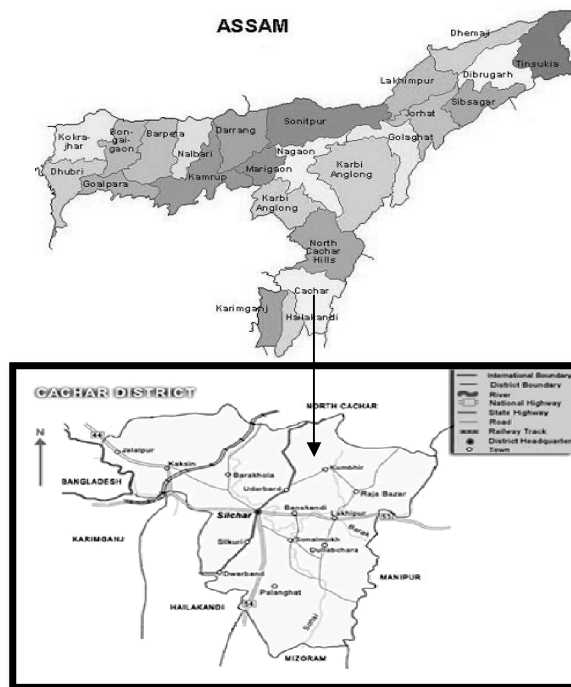 ASSAM
Dhemaji
Tinsukia
Dibrugarh
Lakhimpur
Sibsagar
Jorhat
Sonitpur
Golaghat
Darrang
Barpeta
Bon-
gai-
gaon
Kokra-
jhar
Nalbari
Nagaon
Marigaon
Karbi
Anglong
Dhubri
Goalpara
Kamrup
Karbi
Anglong
North
Cachar
Hills
Cachar
Karimganj
Hailakandi
CACHAR DISTRICT
International Boundary
District Boundary
River
National Highway
State Highway
Road
Railway Track
District Headquarter
Town
NORTH CACHAR
N
44
Jalalpur
Kaksin
Barakhola
Kumbhir
BANGLADESH
Udarband
Raja Bazar
Silchar
Banskandi
Lakhipur
53
Barak
KARIMGANJ
Silkuri
Sonaimukh
Dullabchara
Dwarband
MANIPUR
Palanghat
HAILAKANDI
54
Sonai
MIZORAM